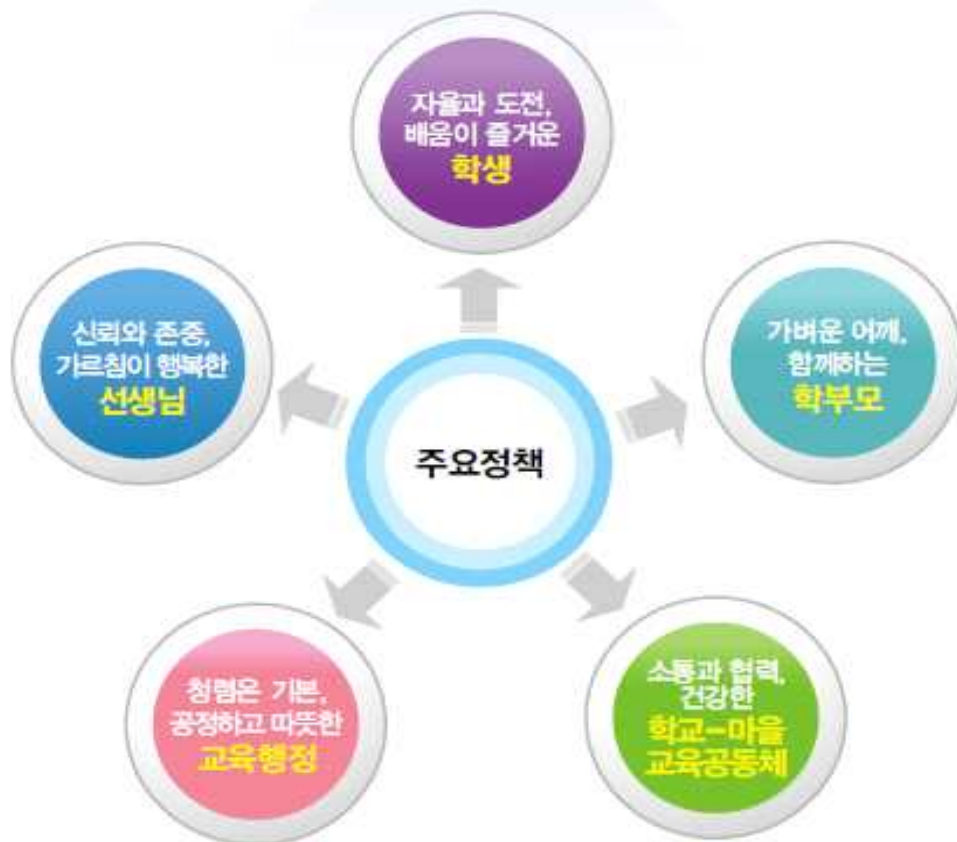 자율과 도전,
배움이 즐거운
학생
신뢰와 존중,
가르침이 행복한
선생님
가벼운 어깨,
함께하는
학부모
주요정책
청렴은 기본,
공정하고 따뜻한
교육행정
소통과 협력,
건강한
학교-마을
교육공동체